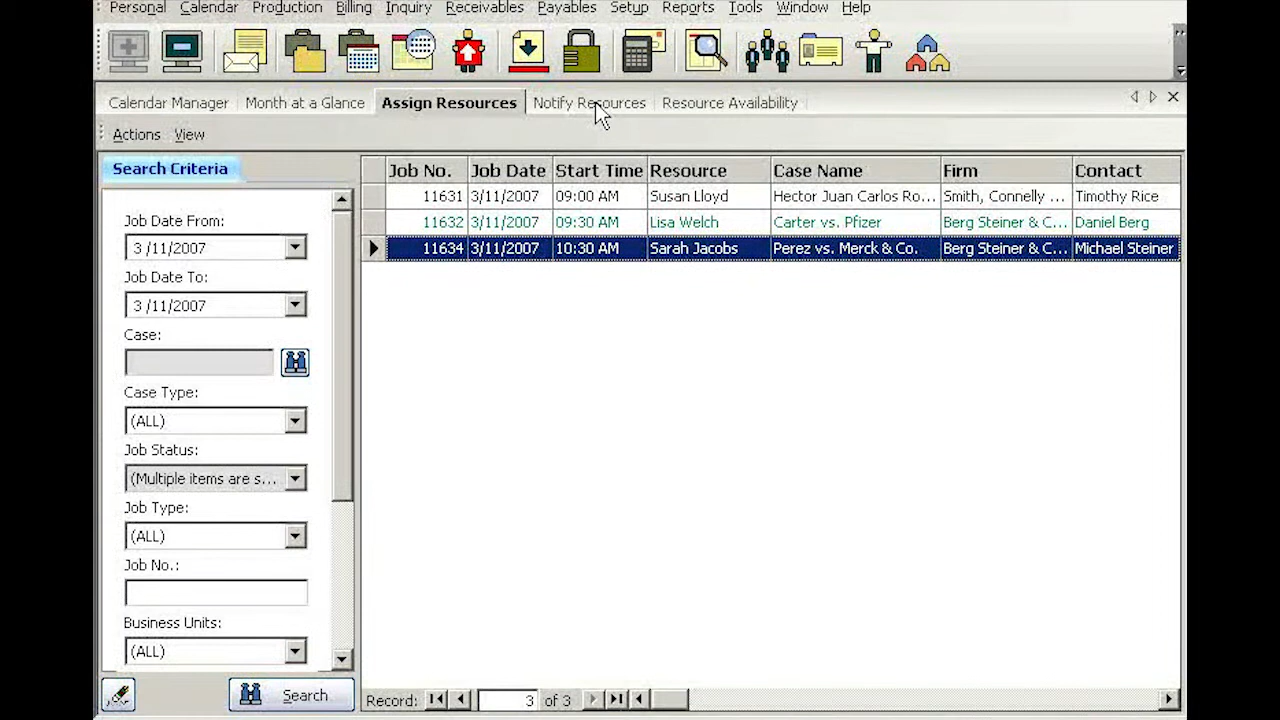 Personal Calendar Production Billing Inquiry Receivables Payables Setup Reports Tools Window Help
Calendar Manager Month at a Glance Assign Resources Notify Resources Resource Availability
Actions View
Search Criteria
Job Date From:
3 /11/2007
Job Date To:
3 /11/2007
Case:
Case Type:
(ALL)
Job Status:
(Multiple items are s...
Job Type:
(ALL)
Job No.:
Business Units:
(ALL)
Search
Job No. Job Date Start Time Resource Case Name Firm Contact
11631 3/11/2007 09:00 AM Susan Lloyd Hector Juan Carlos Ro... Smith, Connelly ... Timothy Rice
11632 3/11/2007 09:30 AM Lisa Welch Carter vs. Pfizer Berg Steiner & C... Daniel Berg
11634 3/11/2007 10:30 AM Sarah Jacobs Perez vs. Merck & Co. Berg Steiner & C... Michael Steiner
Record: 3 of 3